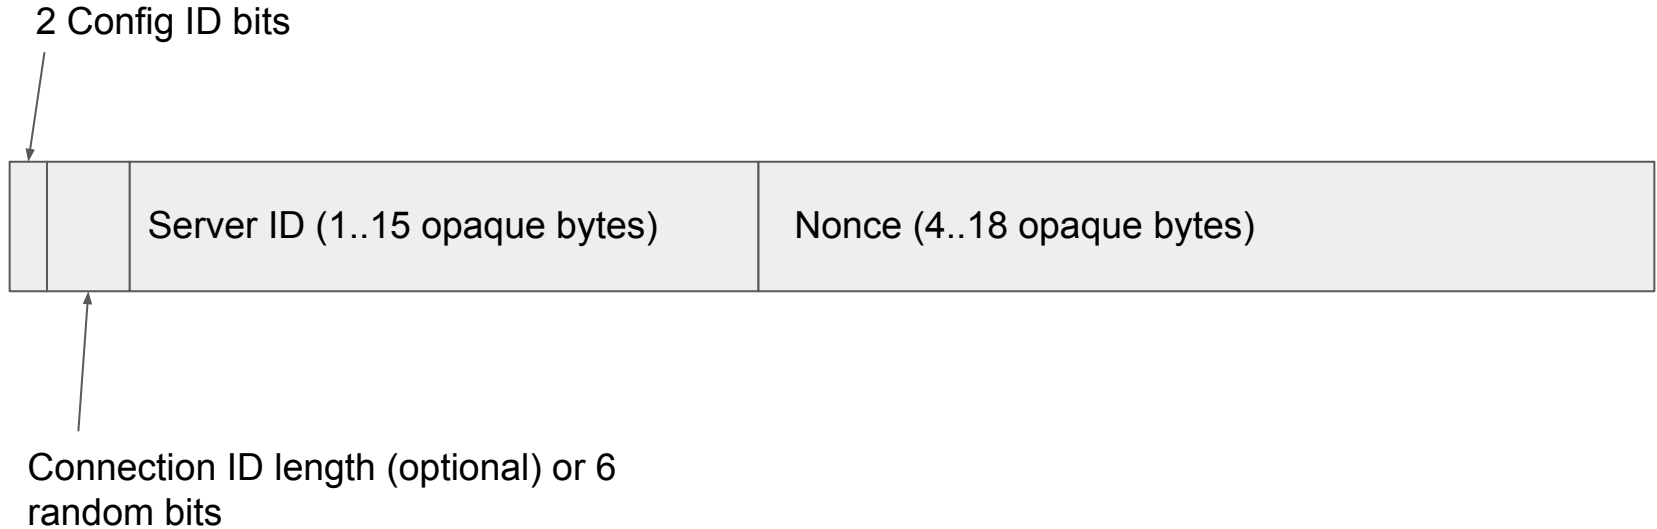 2 Config ID bits
Server ID (1..15 opaque bytes)
Nonce (4..18 opaque bytes)
Connection ID length (optional) or 6
random bits